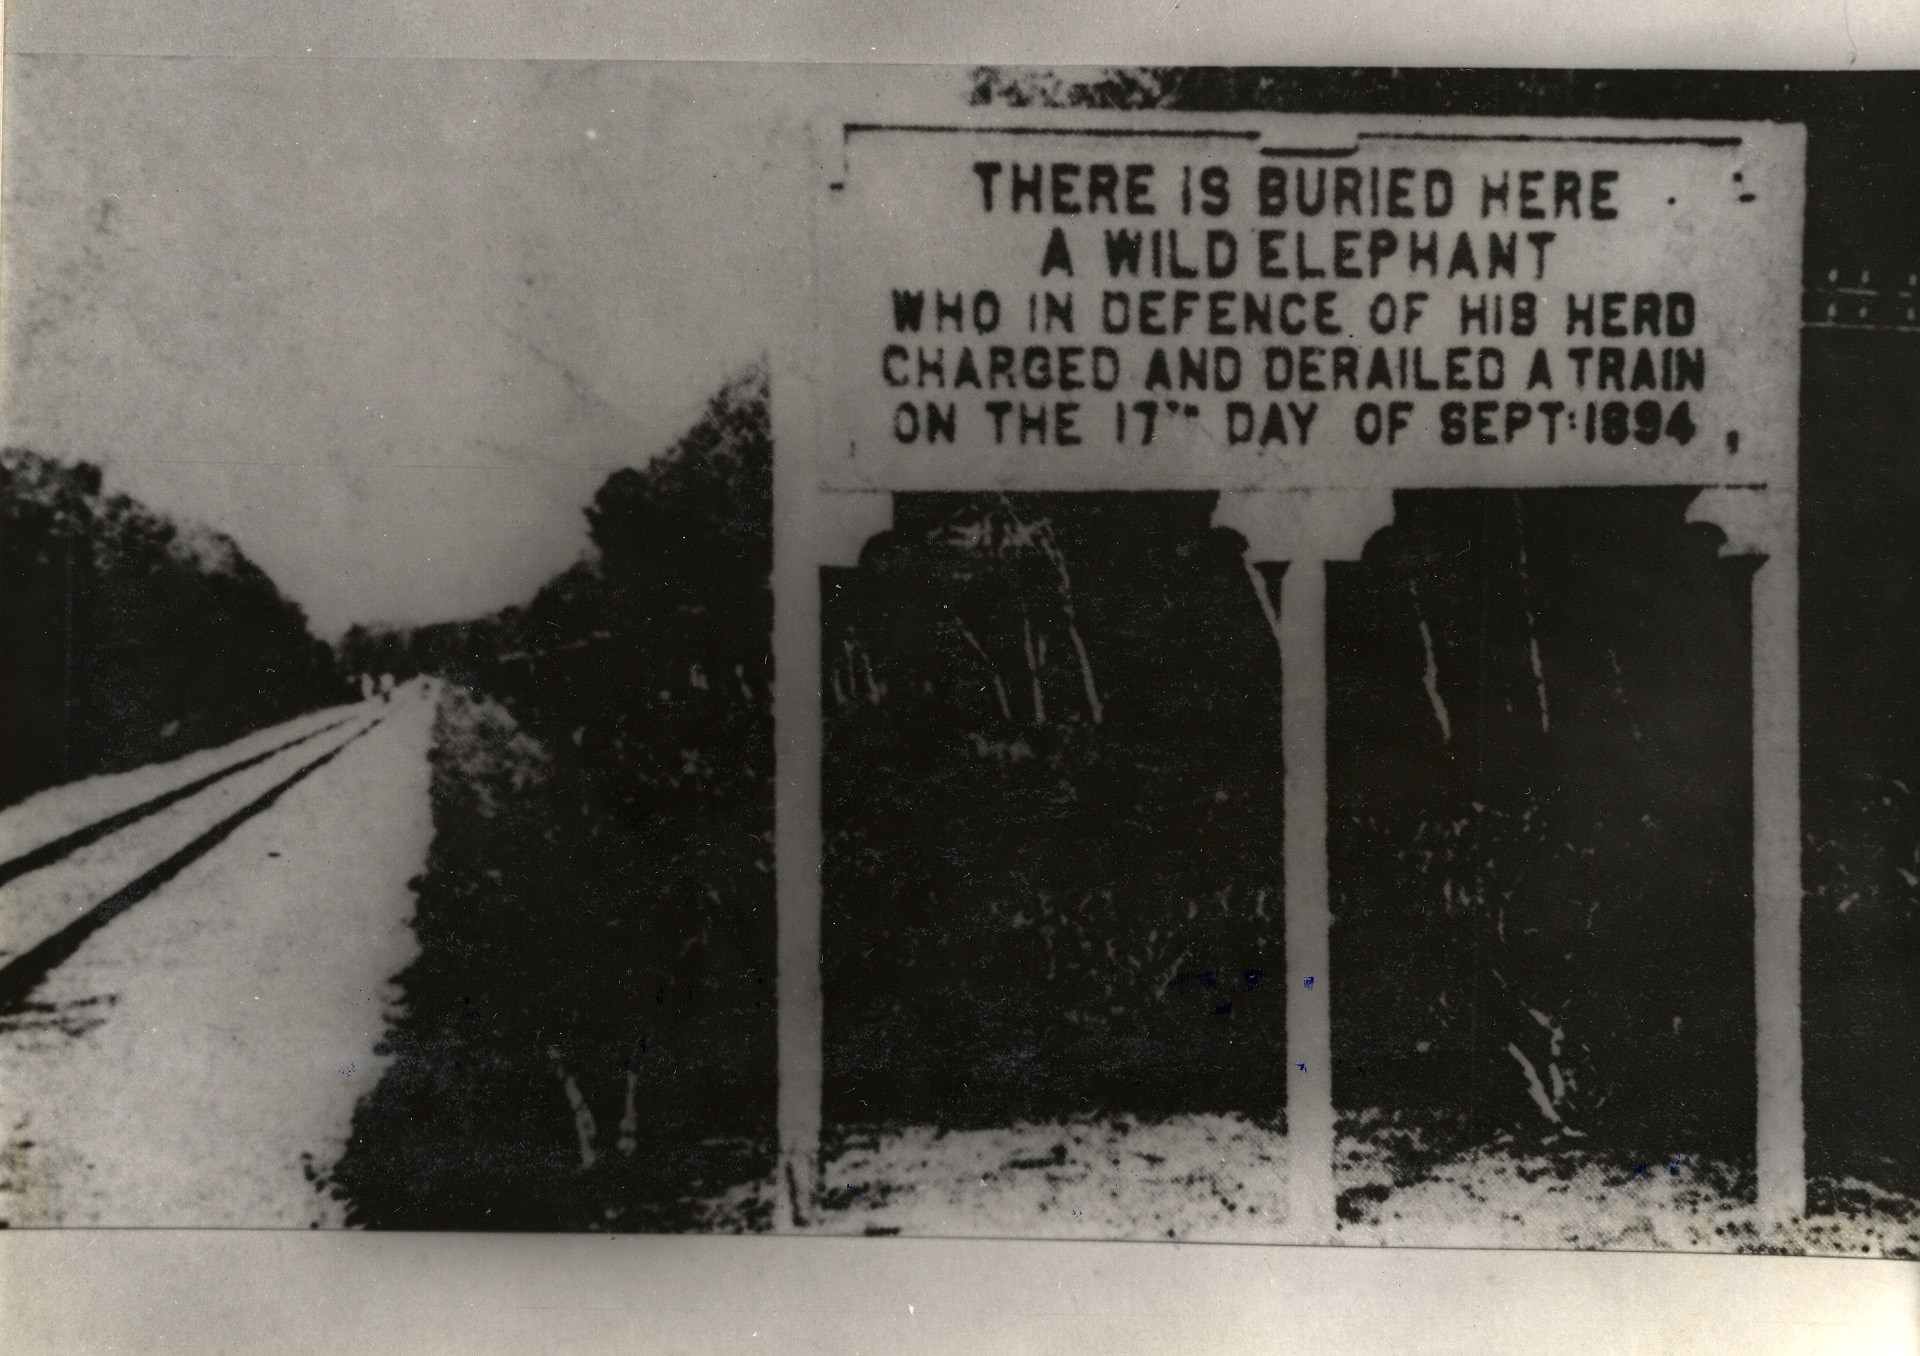 THERE IS BURIED HERE
A WILD ELEPHANT
WHO IN DEFENCE OF HIS HERD
CHARGED AND DERAILED A TRAIN
ON THE 17TH DAY OF SEPT: 1894